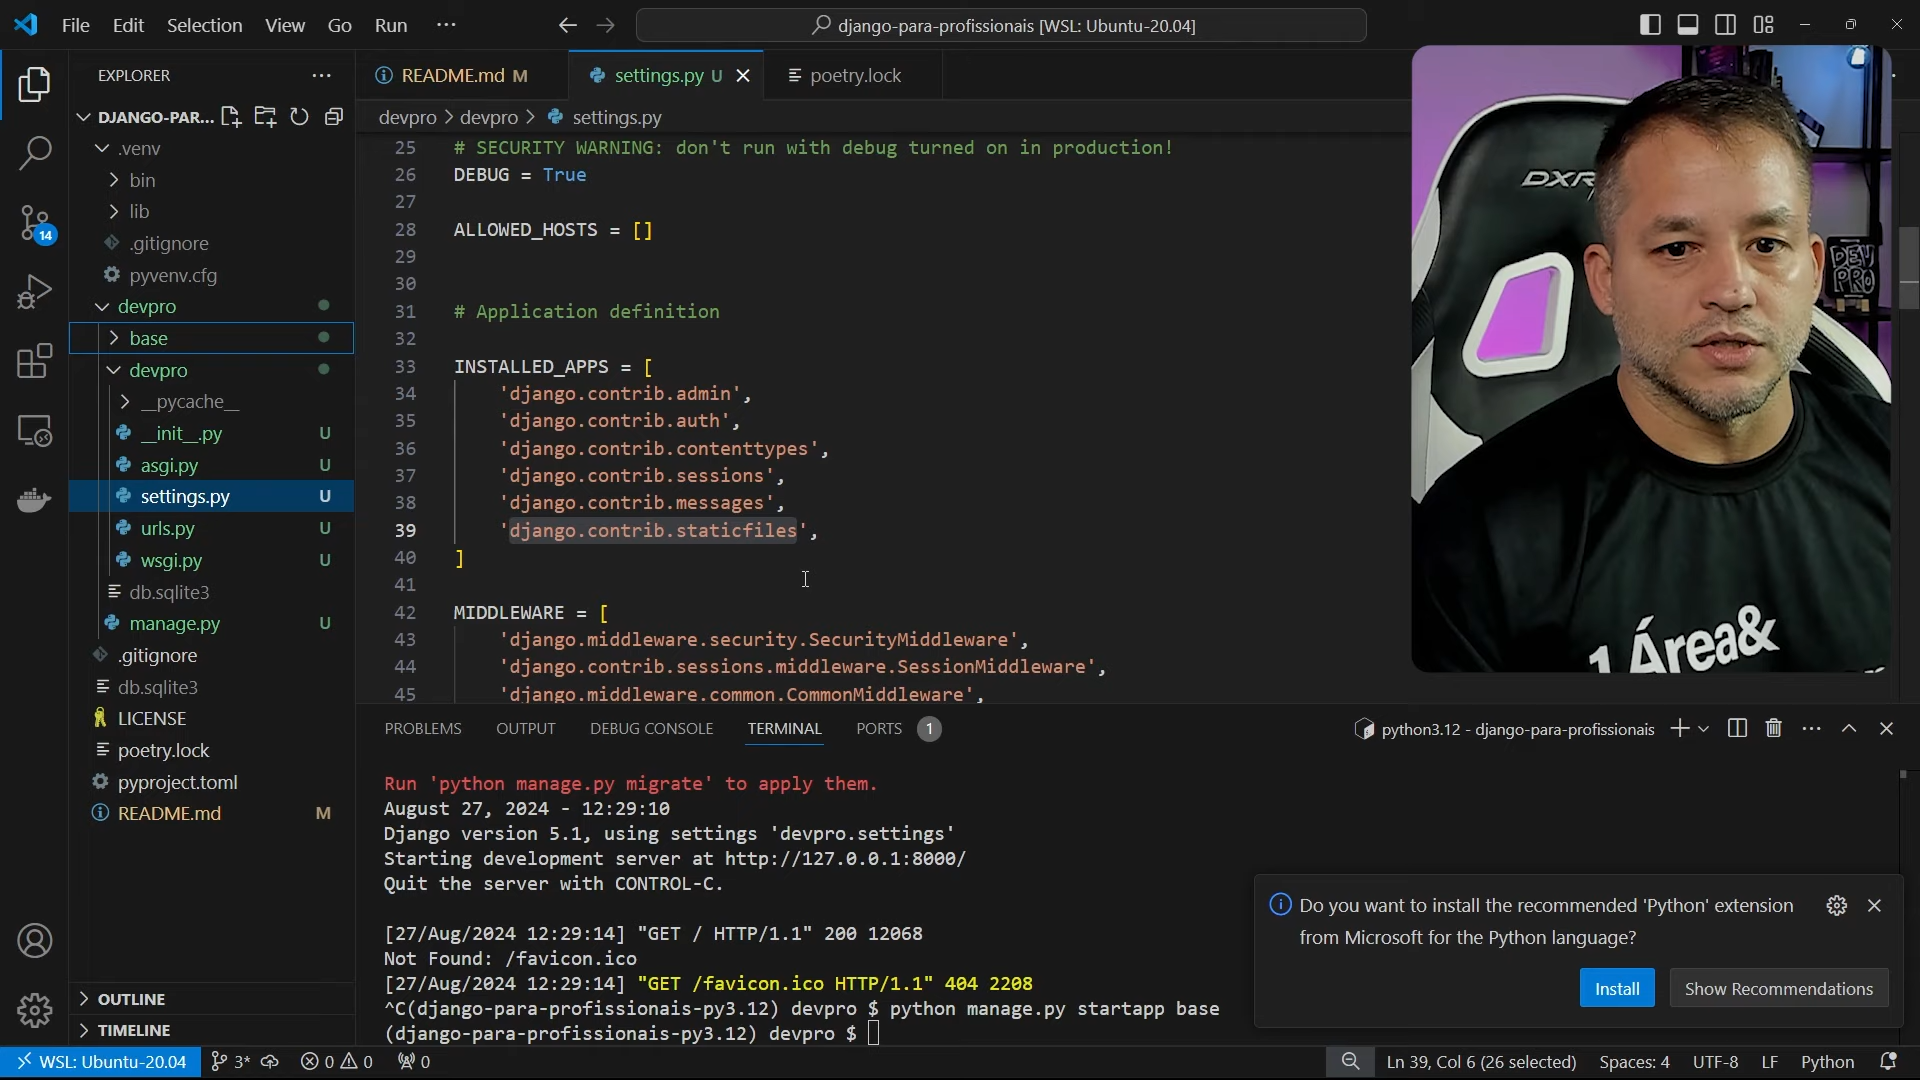 File Edit Selection View Go Run ···
django-para-profissionais [WSL: Ubuntu-20.04]
EXPLORER
DJANGO-PAR...
.venv
bin
lib
.gitignore
pyvenv.cfg
devpro
base
devpro
__pycache__
__init__.py U
asgi.py U
settings.py U
urls.py U
wsgi.py U
db.sqlite3
manage.py U
.gitignore
db.sqlite3
LICENSE
poetry.lock
pyproject.toml
README.md M
OUTLINE
TIMELINE
14
README.md M settings.py U poetry.lock
devpro > devpro > settings.py
25 # SECURITY WARNING: don't run with debug turned on in production!
26 DEBUG = True
27
28 ALLOWED_HOSTS = []
29
30
31 # Application definition
32
33 INSTALLED_APPS = [
34 'django.contrib.admin',
35 'django.contrib.auth',
36 'django.contrib.contenttypes',
37 'django.contrib.sessions',
38 'django.contrib.messages',
39 'django.contrib.staticfiles',
40 ]
41
42 MIDDLEWARE = [
43 'django.middleware.security.SecurityMiddleware',
44 'django.contrib.sessions.middleware.SessionMiddleware',
45 'django.middleware.common.CommonMiddleware',
DXR
DEV
PRO
1 Área&
PROBLEMS OUTPUT DEBUG CONSOLE TERMINAL PORTS 1
python3.12 - django-para-profissionais
Run 'python manage.py migrate' to apply them.
August 27, 2024 - 12:29:10
Django version 5.1, using settings 'devpro.settings'
Starting development server at http://127.0.0.1:8000/
Quit the server with CONTROL-C.
[27/Aug/2024 12:29:14] "GET / HTTP/1.1" 200 12068
Not Found: /favicon.ico
[27/Aug/2024 12:29:14] "GET /favicon.ico HTTP/1.1" 404 2208
^C(django-para-profissionais-py3.12) devpro $ python manage.py startapp base
(django-para-profissionais-py3.12) devpro $
Do you want to install the recommended 'Python' extension
from Microsoft for the Python language?
Install Show Recommendations
WSL: Ubuntu-20.04 3* 0 0 0
Ln 39, Col 6 (26 selected) Spaces: 4 UTF-8 LF Python